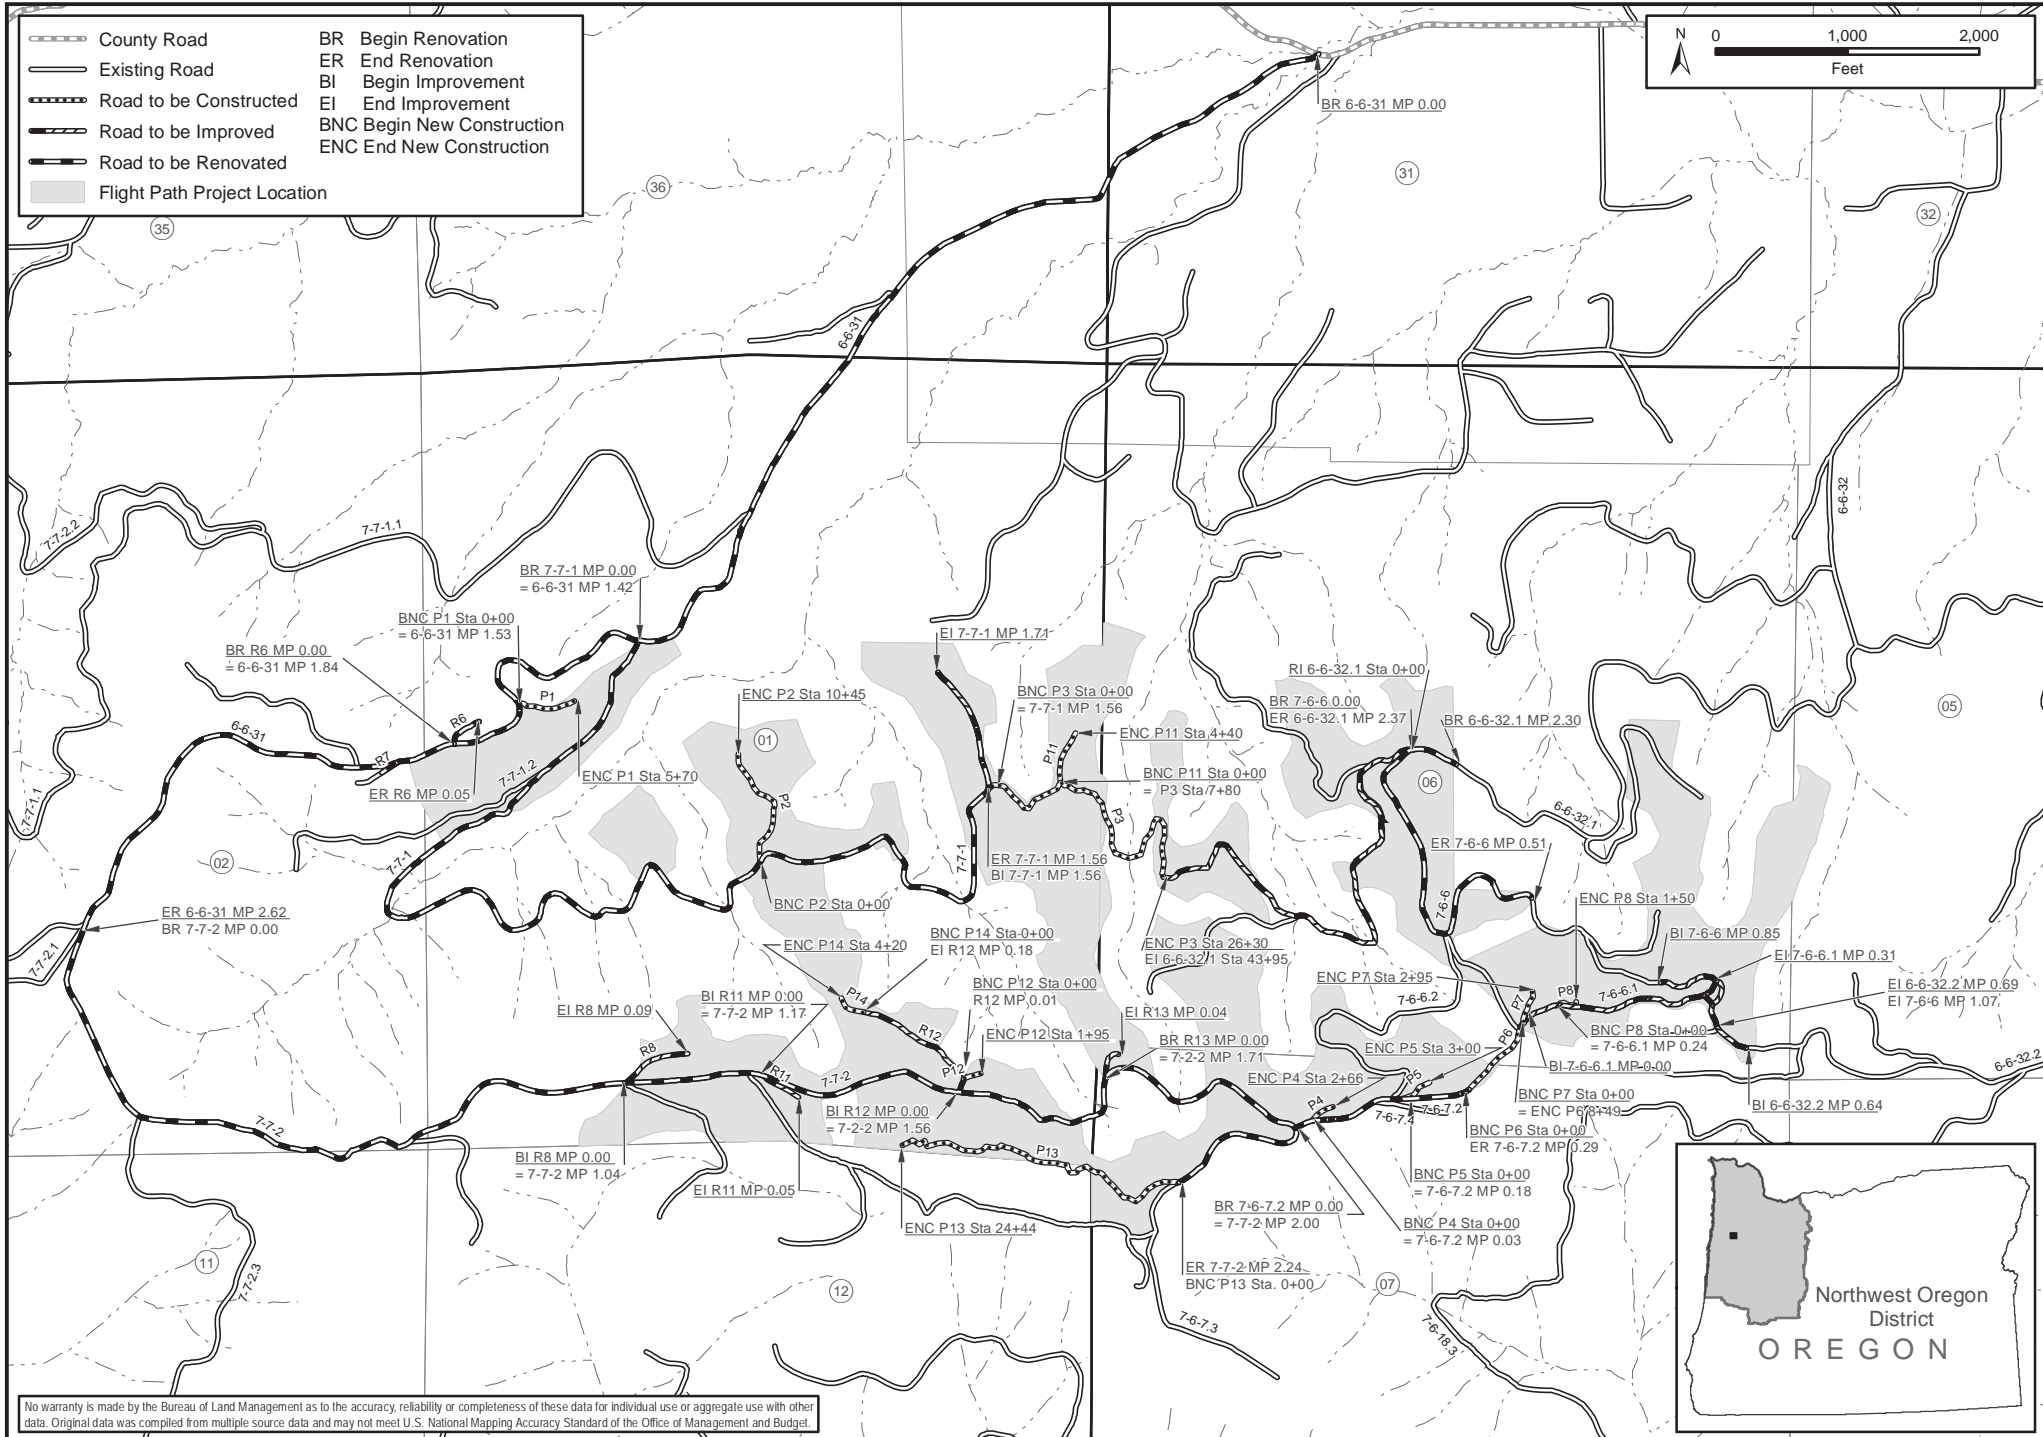 County Road
Existing Road
Road to be Constructed
Road to be Improved
Road to be Renovated
Flight Path Project Location
BR Begin Renovation
ER End Renovation
BI Begin Improvement
EI End Improvement
BNC Begin New Construction
ENC End New Construction
N
0 1,000 2,000
Feet
BR 6-6-31 MP 0.00
36
31
35
32
6-6-31
6-6-32
7-7-2.2
7-7-1.1
BR 7-7-1 MP 0.00
= 6-6-31 MP 1.42
BNC P1 Sta 0+00
= 6-6-31 MP 1.53
BR R6 MP 0.00
= 6-6-31 MP 1.84
EI 7-7-1 MP 1.71
RI 6-6-32.1 Sta 0+00
BNC P3 Sta 0+00
= 7-7-1 MP 1.56
BR 7-6-6 0.00
ER 6-6-32.1 MP 2.37
BR 6-6-32.1 MP 2.30
05
ENC P2 Sta 10+45
P1
R6
6-6-31
01
ENC P11 Sta 4+40
P11
R7
7-7-1.2
ENC P1 Sta 5+70
ER R6 MP 0.05
BNC P11 Sta 0+00
= P3 Sta 7+80
06
P2
P3
6-6-32.1
7-7-1.1
02
7-7-1
7-7-1
ER 7-7-1 MP 1.56
BI 7-7-1 MP 1.56
ER 7-6-6 MP 0.51
BNC P2 Sta 0+00
7-6-6
ENC P8 Sta 1+50
ER 6-6-31 MP 2.62
BR 7-7-2 MP 0.00
ENC P14 Sta 4+20
BNC P14 Sta 0+00
EI R12 MP 0.18
ENC P3 Sta 26+30
EI 6-6-32.1 Sta 43+95
BI 7-6-6 MP 0.85
EI 7-6-6.1 MP 0.31
7-7-2.1
ENC P7 Sta 2+95
BNC P12 Sta 0+00
R12 MP 0.01
EI 6-6-32.2 MP 0.69
EI 7-6-6 MP 1.07
P14
BI R11 MP 0.00
= 7-7-2 MP 1.17
7-6-6.2
P7
P8
7-6-6.1
EI R8 MP 0.09
EI R13 MP 0.04
R12
ENC P12 Sta 1+95
BR R13 MP 0.00
= 7-2-2 MP 1.71
P6
BNC P8 Sta 0+00
= 7-6-6.1 MP 0.24
R8
ENC P5 Sta 3+00
BI 7-6-6.1 MP 0.00
6-6-32.2
R11
7-7-2
P12
ENC P4 Sta 2+66
P5
BNC P7 Sta 0+00
= ENC P6 8+49
BI 6-6-32.2 MP 0.64
BI R12 MP 0.00
= 7-2-2 MP 1.56
P4
7-6-7.4
7-6-7.2
7-7-2
BNC P6 Sta 0+00
ER 7-6-7.2 MP 0.29
P13
BI R8 MP 0.00
= 7-7-2 MP 1.04
EI R11 MP 0.05
BNC P5 Sta 0+00
= 7-6-7.2 MP 0.18
BR 7-6-7.2 MP 0.00
= 7-7-2 MP 2.00
ENC P13 Sta 24+44
BNC P4 Sta 0+00
= 7-6-7.2 MP 0.03
11
7-7-2.3
12
ER 7-7-2 MP 2.24
BNC P13 Sta. 0+00
07
7-6-7.3
7-6-18.3
Northwest Oregon
District
OREGON
No warranty is made by the Bureau of Land Management as to the accuracy, reliability or completeness of these data for individual use or aggregate use with other
data. Original data was compiled from multiple source data and may not meet U.S. National Mapping Accuracy Standard of the Office of Management and Budget.